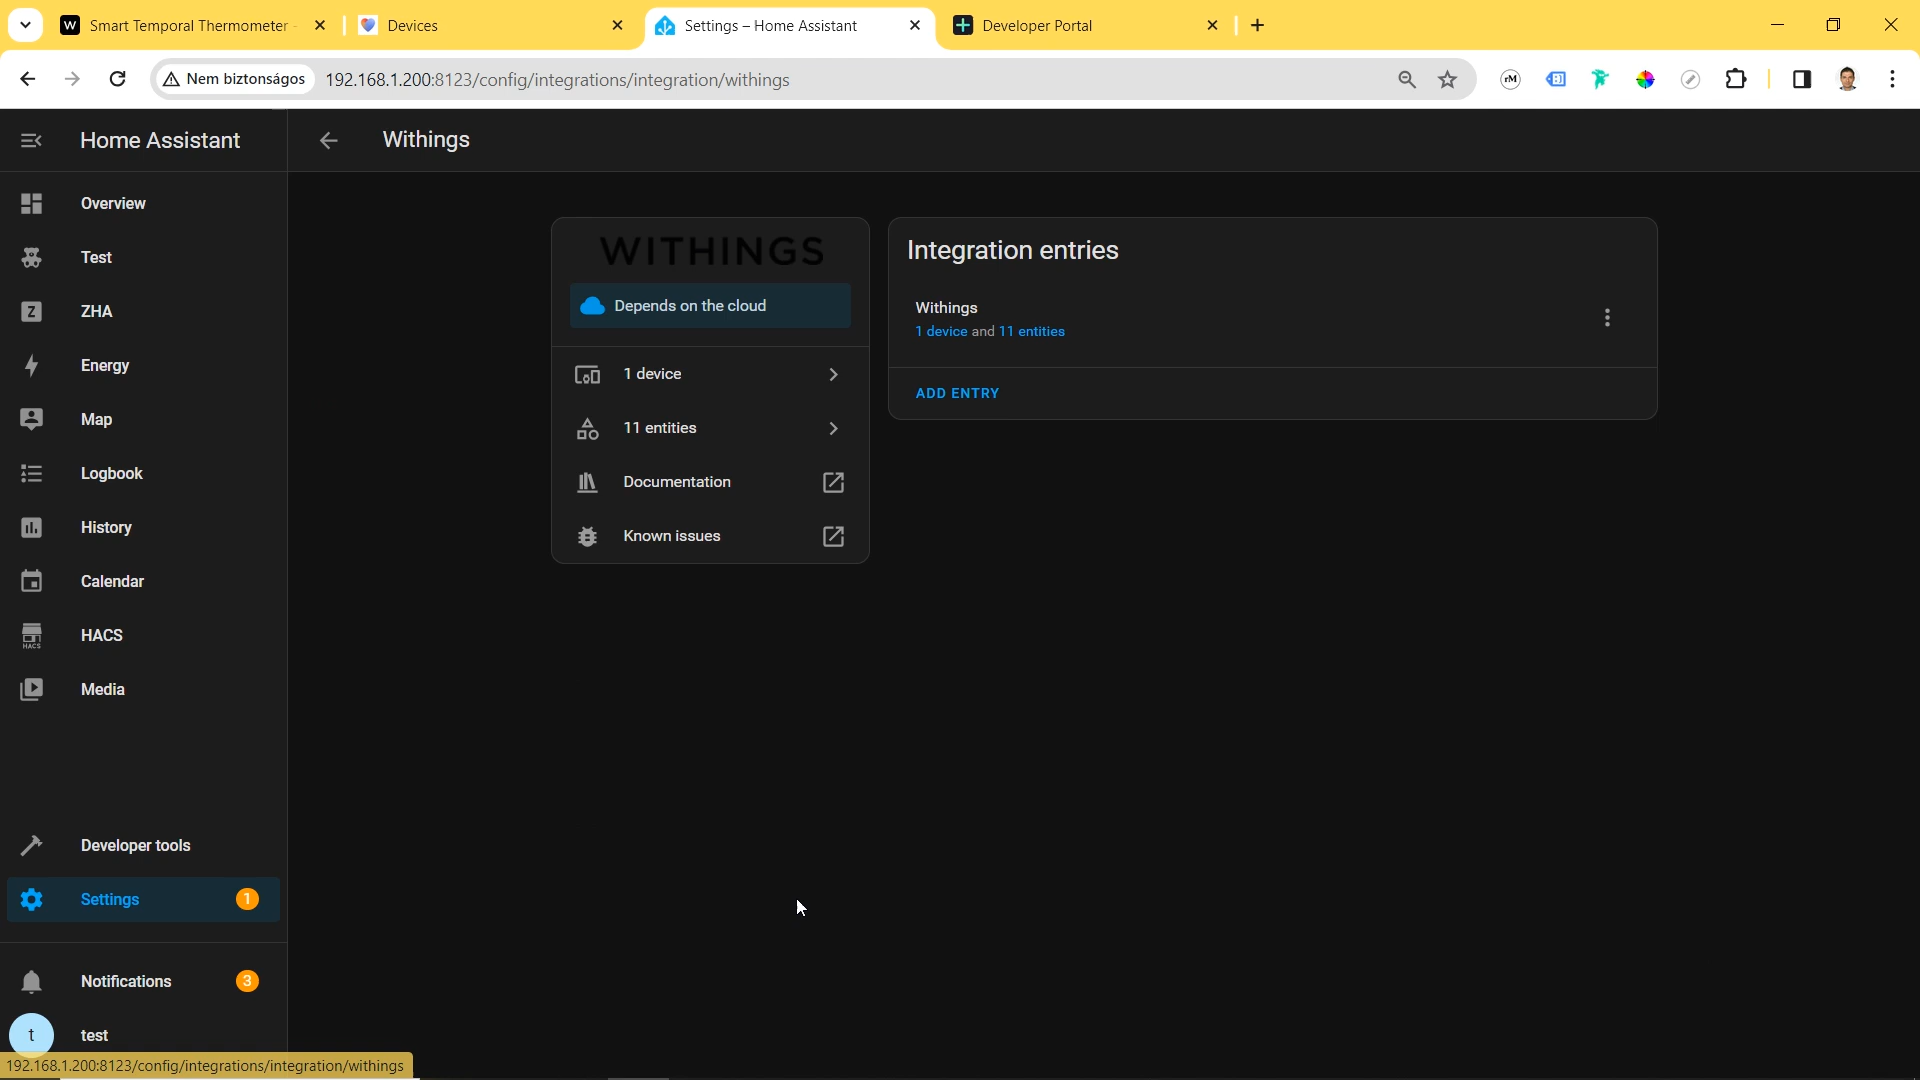 Smart Temporal Thermometer -
Devices
Settings – Home Assistant
Developer Portal
Nem biztonságos
192.168.1.200:8123/config/integrations/integration/withings
Home Assistant
Withings
Overview
Test
ZHA
Energy
Map
Logbook
History
Calendar
HACS
Media
Developer tools
Settings
1
Notifications
3
t
test
WITHINGS
Depends on the cloud
1 device
11 entities
Documentation
Known issues
Integration entries
Withings
1 device and 11 entities
ADD ENTRY
192.168.1.200:8123/config/integrations/integration/withings